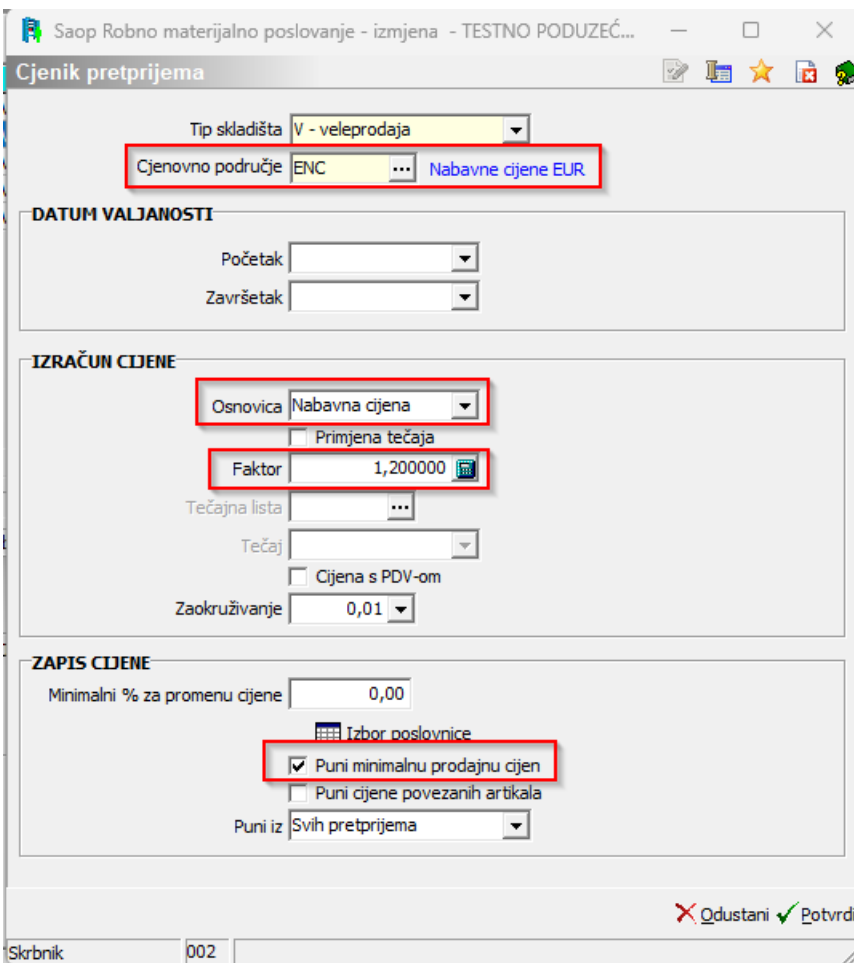 Saop Robno materijalno poslovanje - izmjena - TESTNO PODUZEĆ...
Cjenik pretprijema
Tip skladišta V - veleprodaja
Cjenovno područje ENC ... Nabavne cijene EUR
DATUM VALJANOSTI
Početak
Završetak
IZRAČUN CIJENE
Osnovica Nabavna cijena
Primjena tečaja
Faktor 1,200000
Tečajna lista ...
Tečaj
Cijena s PDV-om
Zaokruživanje 0,01
ZAPIS CIJENE
Minimalni % za promenu cijene 0,00
Izbor poslovnice
Puni minimalnu prodajnu cijen
Puni cijene povezanih artikala
Puni iz Svih pretprijema
Odustani Potvrdi
Skrbnik 002